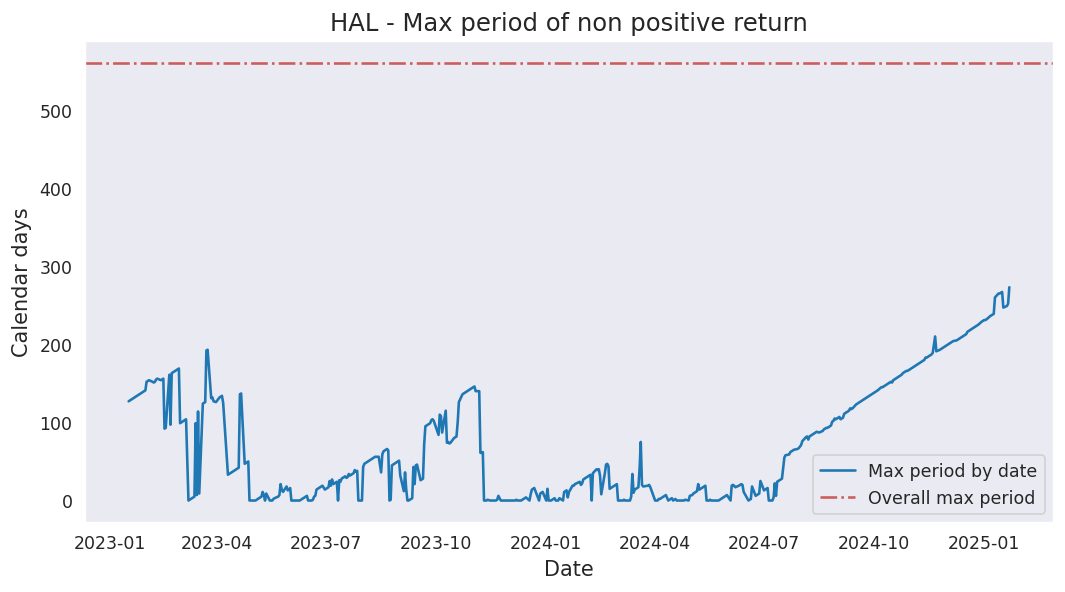 HAL - Max period of non positive return
Calendar days
500
400
300
200
100
0
Max period by date
Overall max period
2023-01 2023-04 2023-07 2023-10 2024-01 2024-04 2024-07 2024-10 2025-01
Date